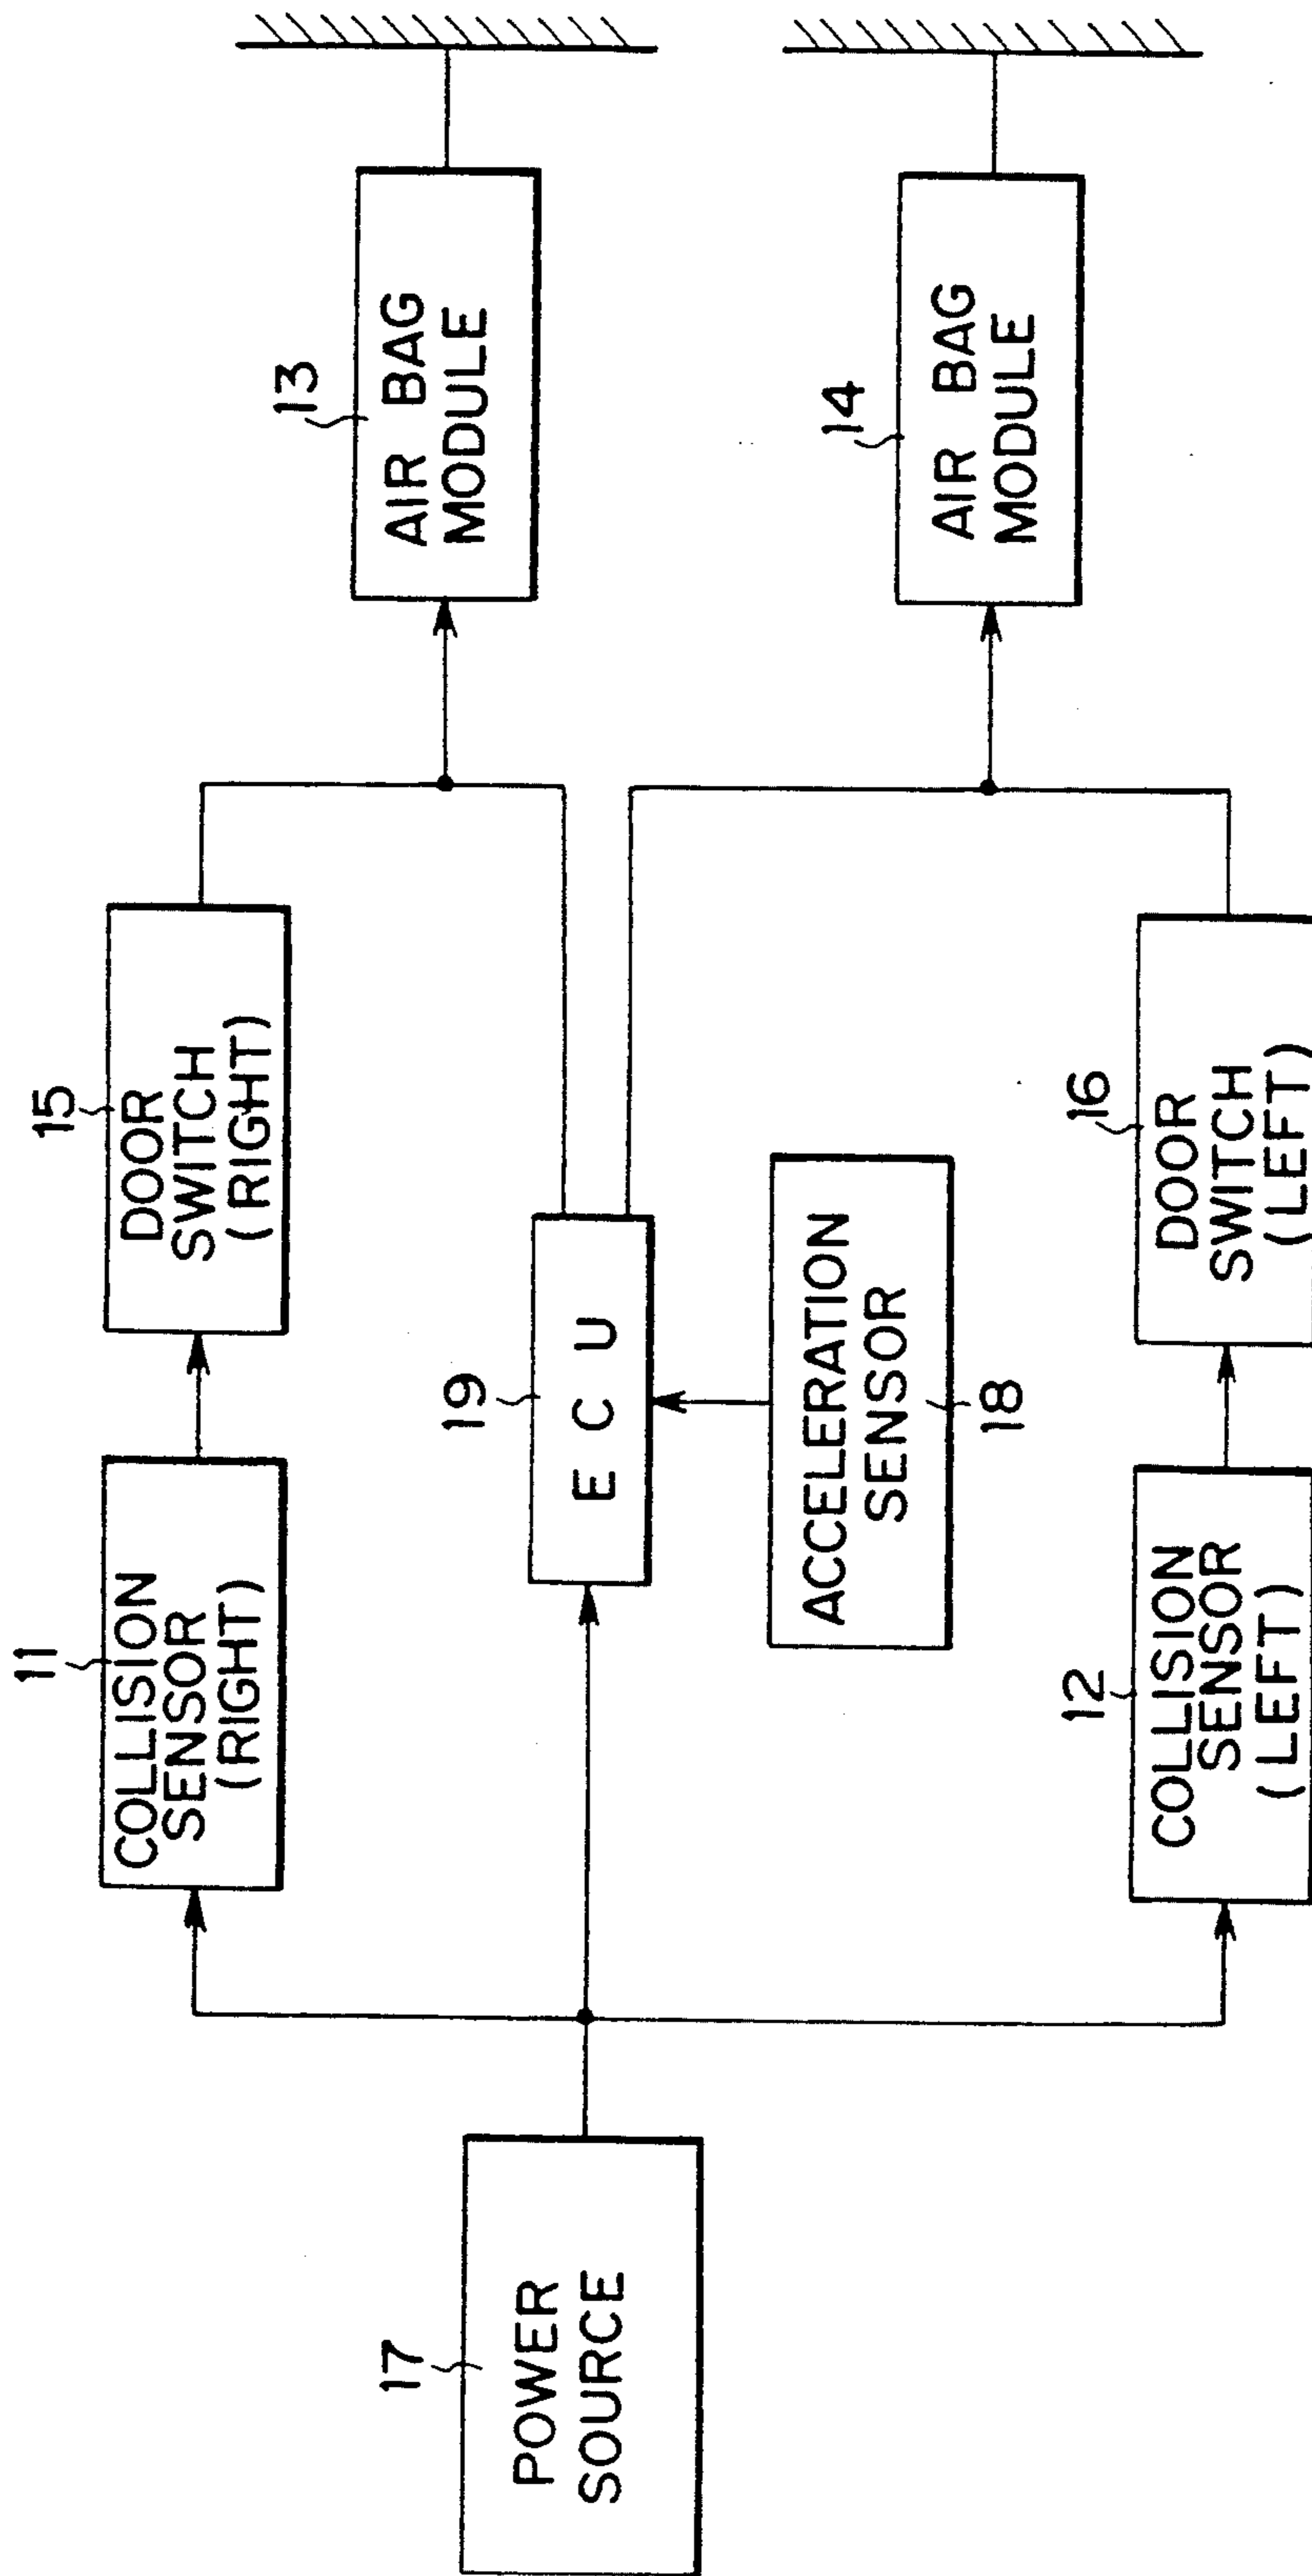 17
POWER
SOURCE
11
COLLISION
SENSOR
(RIGHT)
15
DOOR
SWITCH
(RIGHT)
13
AIR BAG
MODULE
19
E C U
ACCELERATION
SENSOR
18
14
AIR BAG
MODULE
12
COLLISION
SENSOR
(LEFT)
16
DOOR
SWITCH
(LEFT)